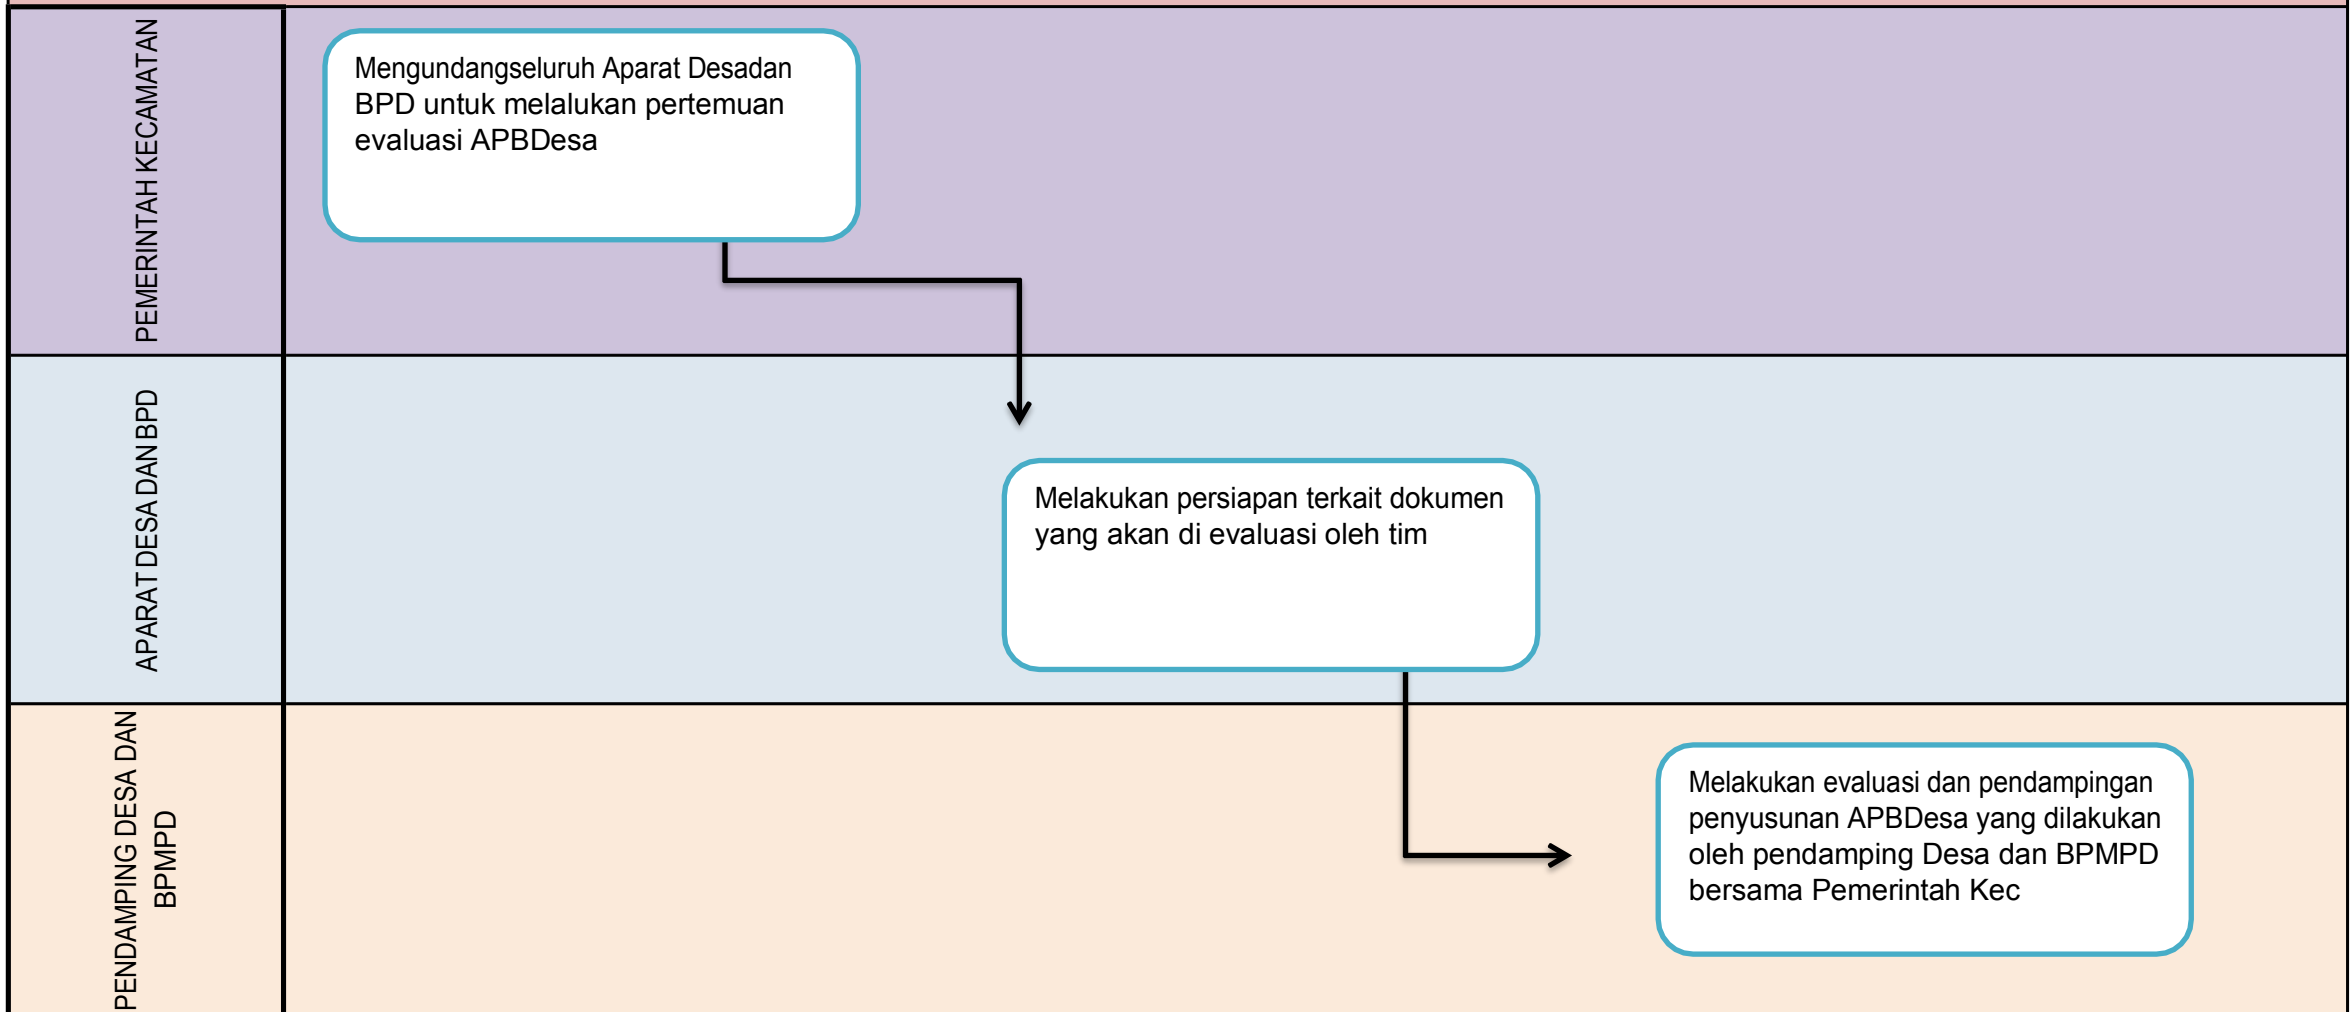 PEMERINTAH KECAMATAN
Mengundangseluruh Aparat Desadan
BPD untuk melalukan pertemuan
evaluasi APBDesa
APARAT DESA DAN BPD
Melakukan persiapan terkait dokumen
yang akan di evaluasi oleh tim
PENDAMPING DESA DAN
BPMPD
Melakukan evaluasi dan pendampingan
penyusunan APBDesa yang dilakukan
oleh pendamping Desa dan BPMPD
bersama Pemerintah Kec